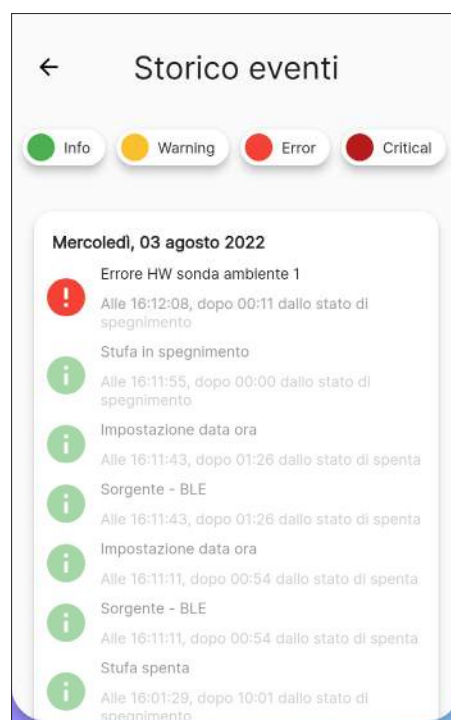 Storico eventi
Info
Warning
Error
Critical
Mercoledì, 03 agosto 2022
Errore HW sonda ambiente 1
Alle 16:12:08, dopo 00:11 dallo stato di
spegnimento
Stufa in spegnimento
Alle 16:11:55, dopo 00:00 dallo stato di
spegnimento
Impostazione data ora
Alle 16:11:43, dopo 01:26 dallo stato di spenta
Sorgente - BLE
Alle 16:11:43, dopo 01:26 dallo stato di spenta
Impostazione data ora
Alle 16:11:11, dopo 00:54 dallo stato di spenta
Sorgente - BLE
Alle 16:11:11, dopo 00:54 dallo stato di spenta
Stufa spenta
Alle 16:01:29, dopo 10:01 dallo stato di
spegnimento